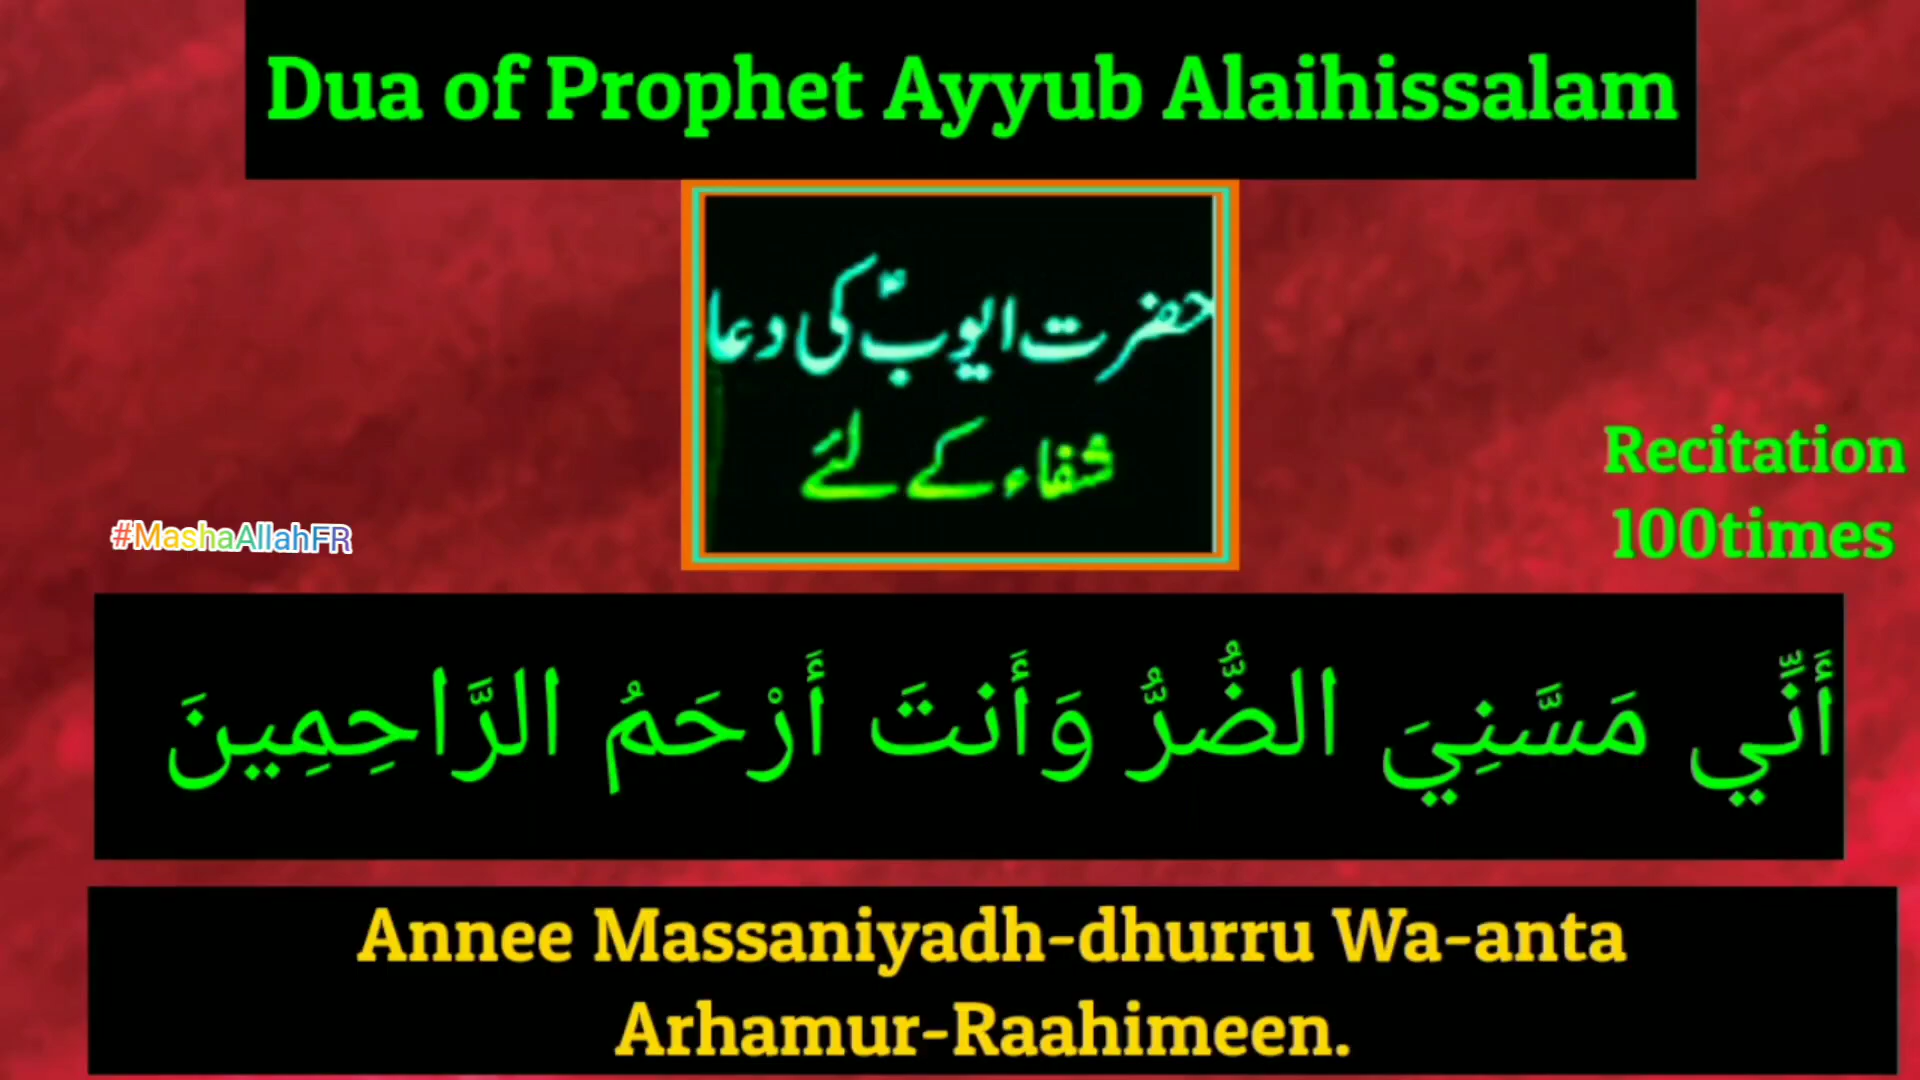 Dua of Prophet Ayyub Alaihissalam
حضرت ایوبؑ کی دعا
شفاء کے لئے
Recitation
100times
#MashaAllahFR
أَنِّي مَسَّنِيَ الضُّرُّ وَأَنتَ أَرْحَمُ الرَّاحِمِينَ
Annee Massaniyadh-dhurru Wa-anta
Arhamur-Raahimeen.